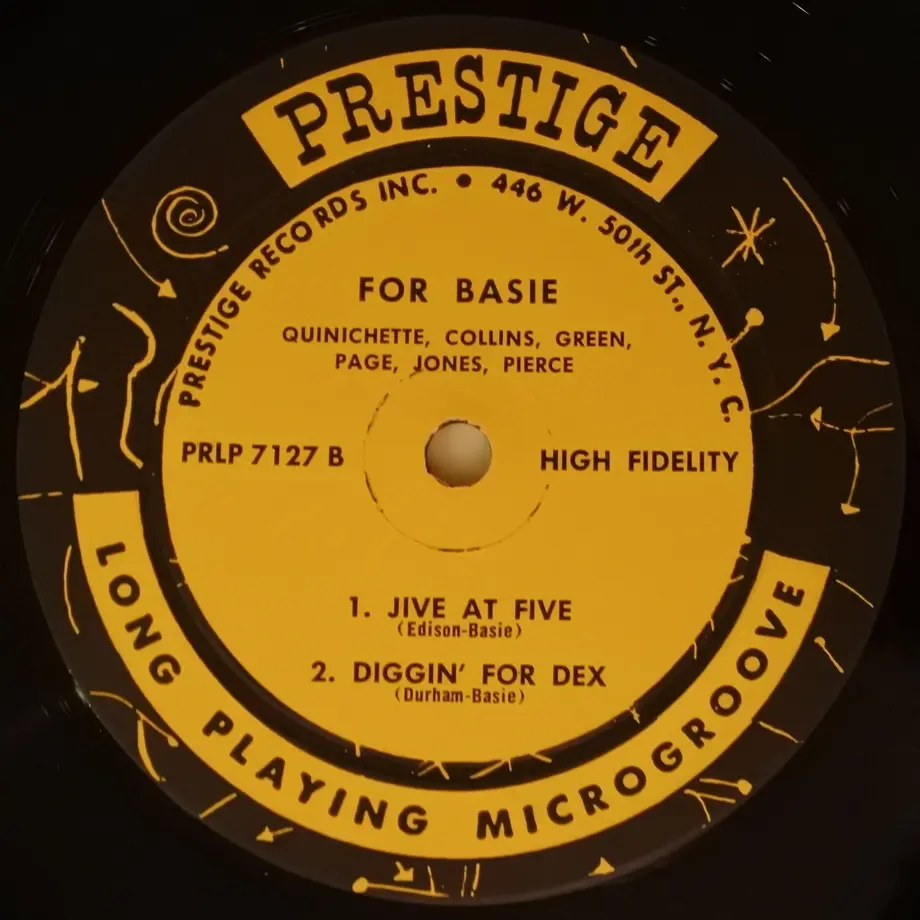 PRESTIGE
PRESTIGE RECORDS INC. • 446 W. 50th ST., N. Y. C.
FOR BASIE
QUINICHETTE, COLLINS, GREEN,
PAGE, JONES, PIERCE
PRLP 7127 B
HIGH FIDELITY
1. JIVE AT FIVE
(Edison-Basie)
2. DIGGIN' FOR DEX
(Durham-Basie)
LONG PLAYING MICROGROOVE